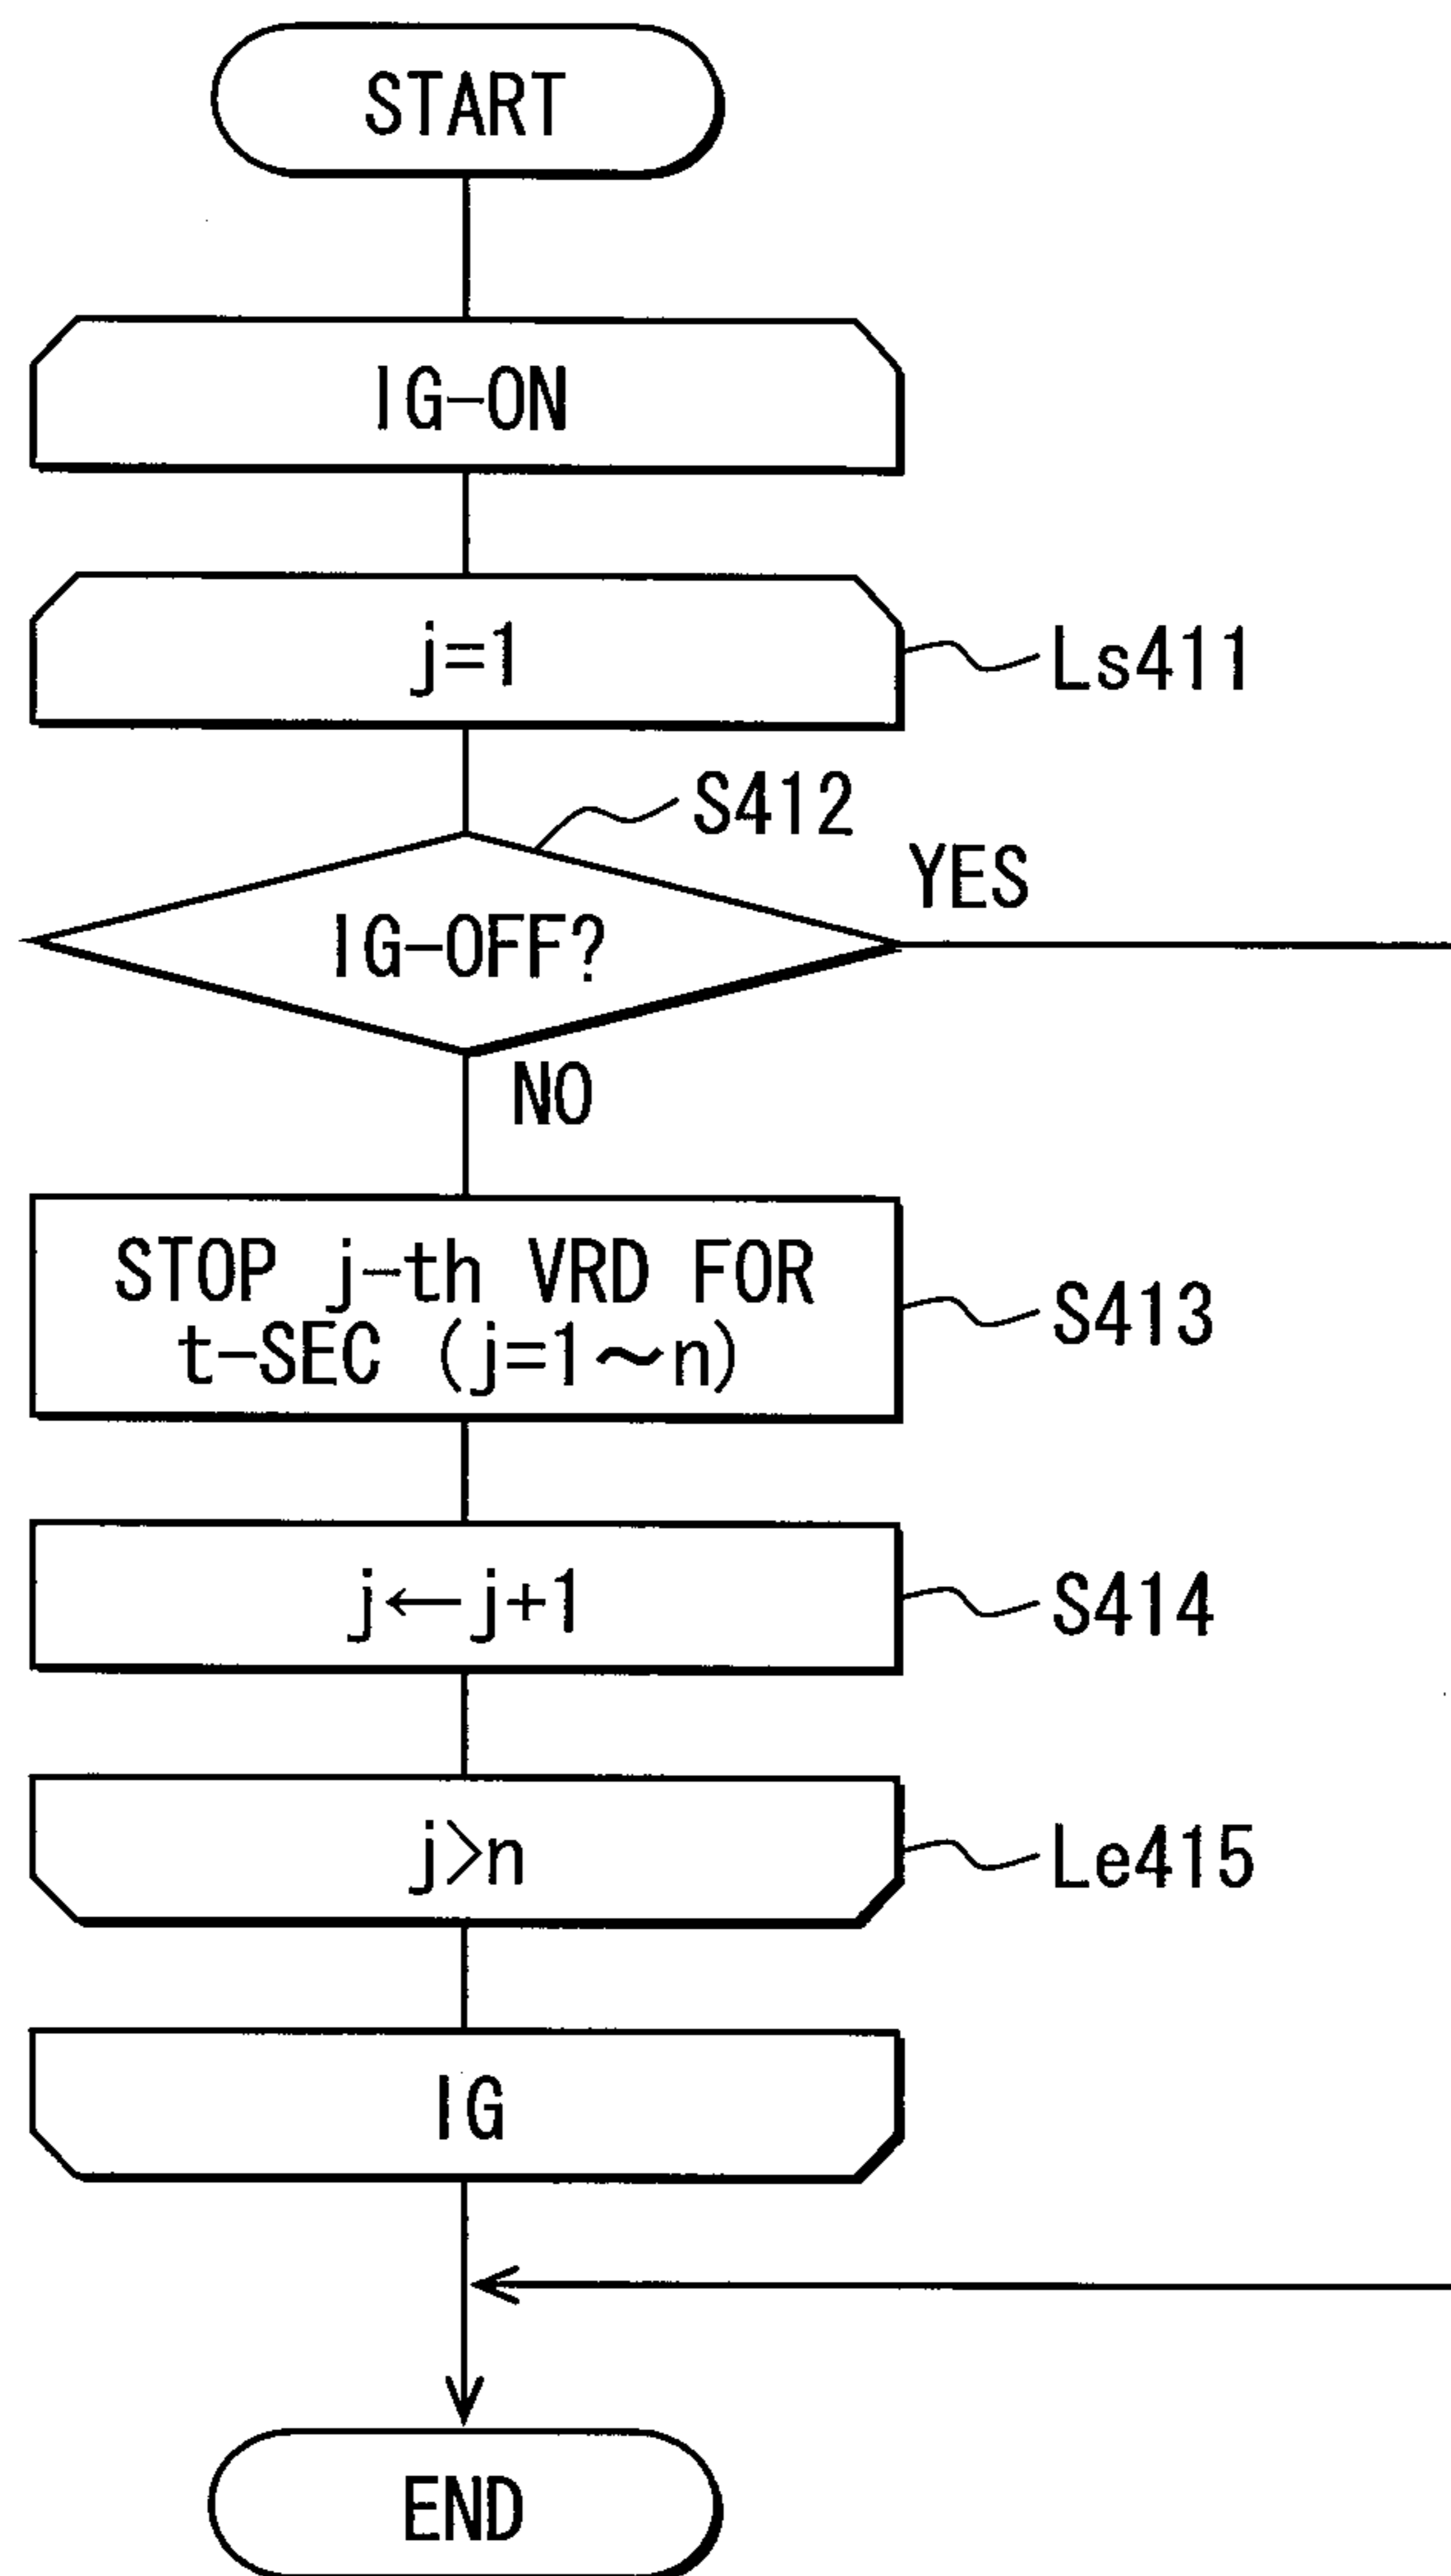 START
IG-ON
j=1
Ls411
S412
YES
IG-OFF?
NO
STOP j-th VRD FOR
t-SEC (j=1~n)
S413
j←j+1
S414
j>n
Le415
IG
END